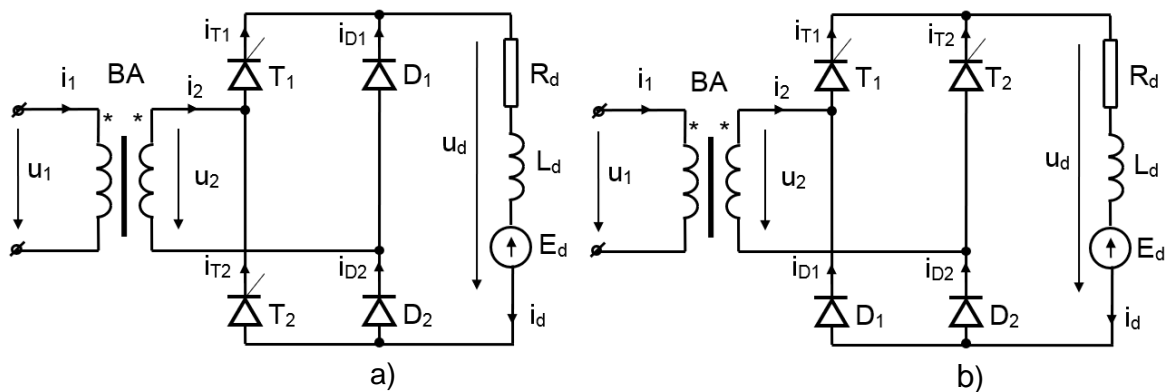 iT1
iD1
i1
BA
i2
T1
D1
Rd
* *
u1
u2
ud
Ld
Ed
iT2
iD2
T2
D2
id
a)
iT1
iT2
i1
BA
i2
T1
T2
Rd
* *
u1
u2
ud
Ld
Ed
iD1
iD2
D1
D2
id
b)